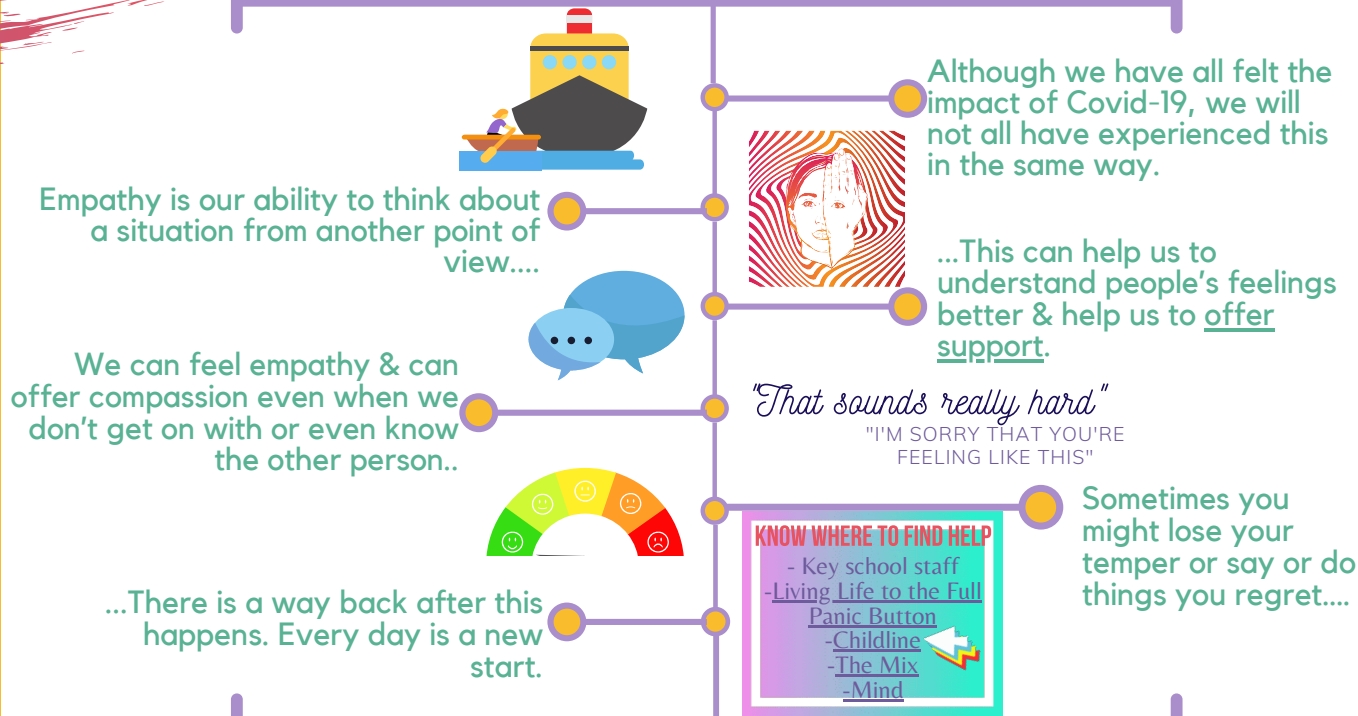 Although we have all felt the
impact of Covid-19, we will
not all have experienced this
in the same way.
Empathy is our ability to think about
a situation from another point of
view....
...This can help us to
understand people's feelings
better & help us to offer
support.
We can feel empathy & can
offer compassion even when we
don't get on with or even know
the other person..
"That sounds really hard"
"I'M SORRY THAT YOU'RE
FEELING LIKE THIS"
Sometimes you
might lose your
temper or say or do
things you regret....
KNOW WHERE TO FIND HELP
- Key school staff
-Living Life to the Full
Panic Button
-Childline
-The Mix
-Mind
...There is a way back after this
happens. Every day is a new
start.